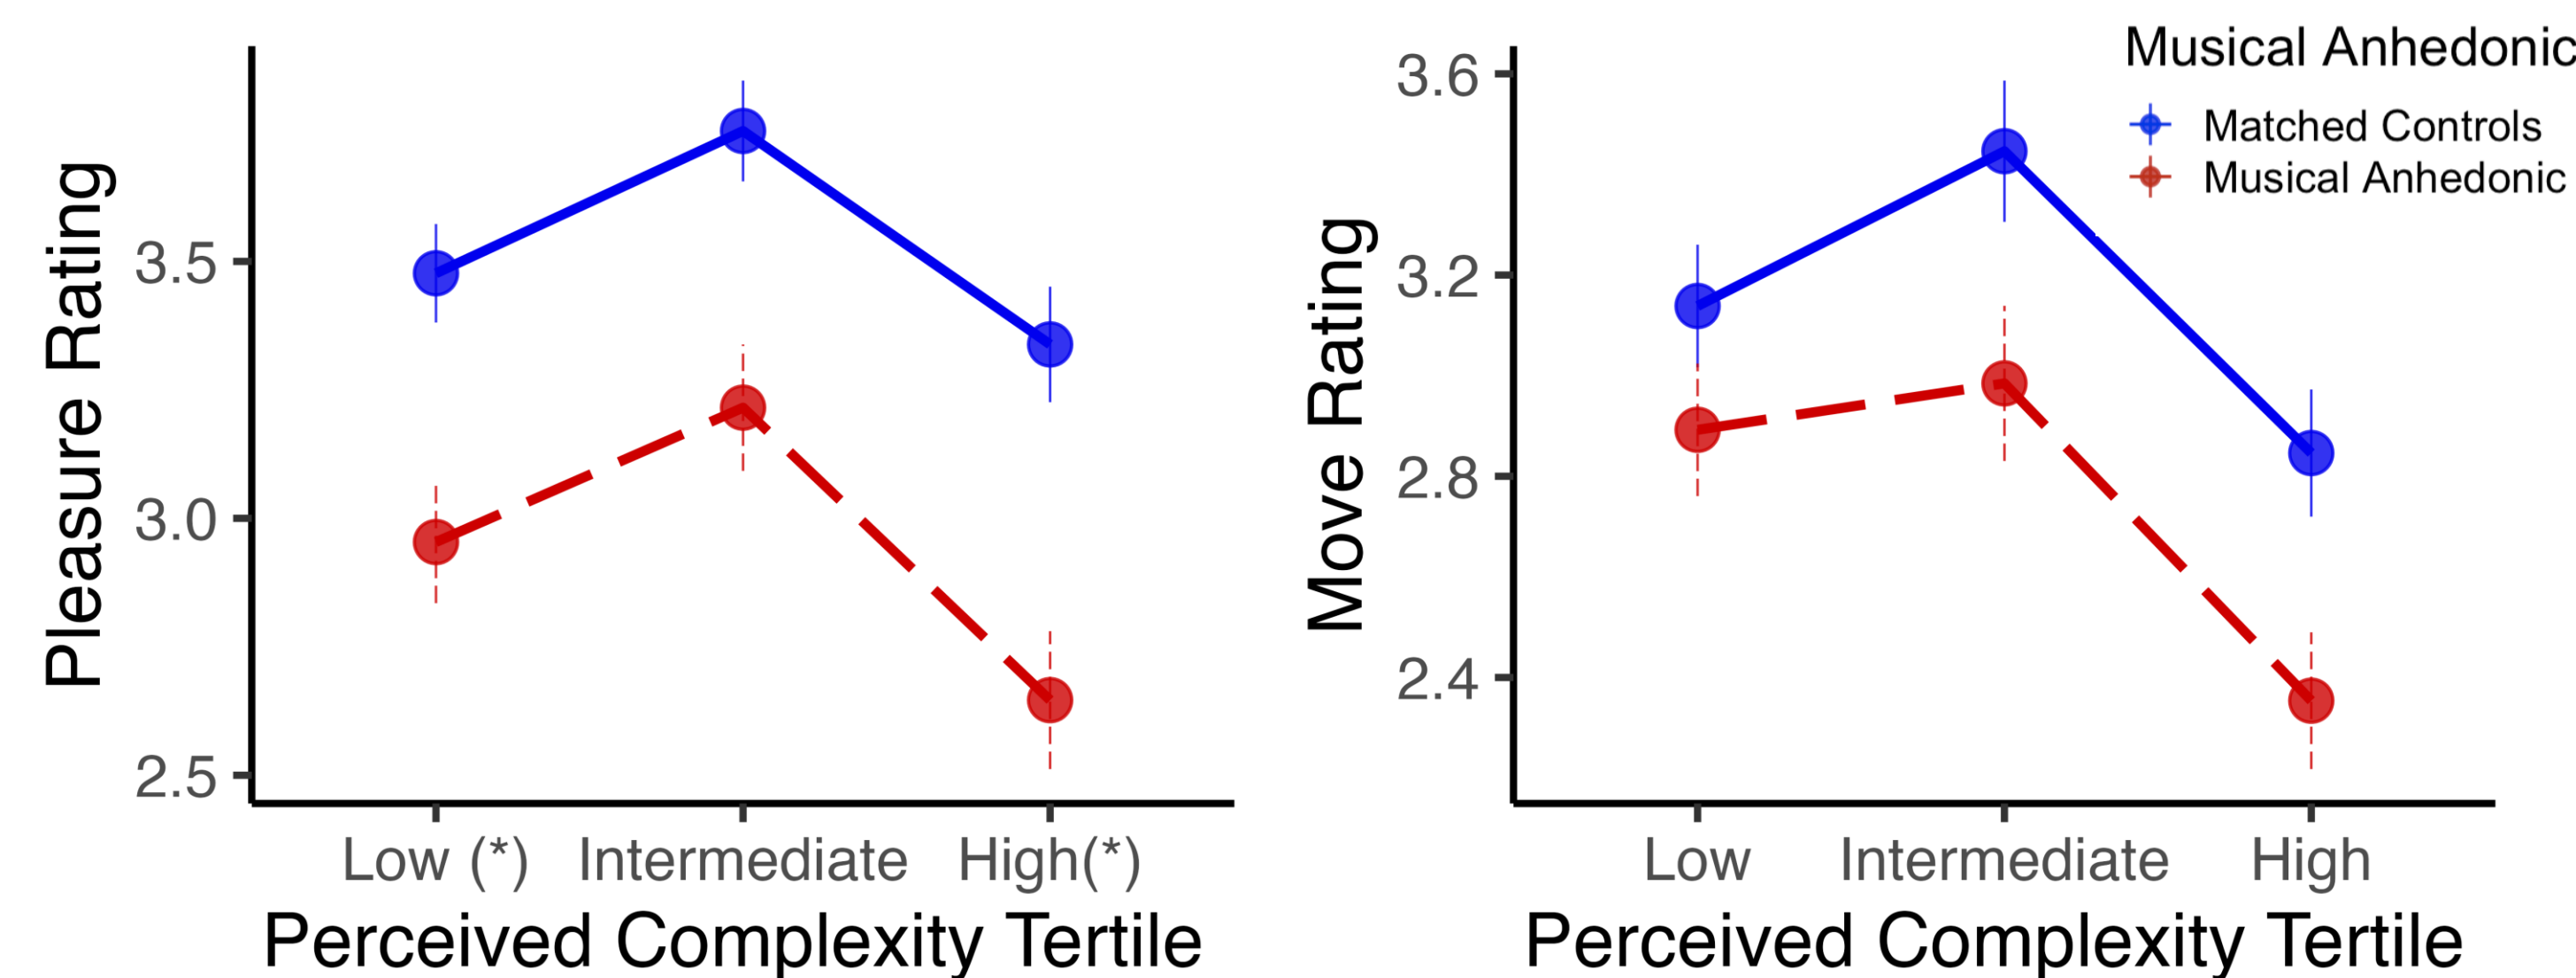 Pleasure Rating
3.5
3.0
2.5
Low (*) Intermediate High(*)
Perceived Complexity Tertile
Move Rating
3.6
3.2
2.8
2.4
Low Intermediate High
Perceived Complexity Tertile
Musical Anhedonic
Matched Controls
Musical Anhedonic